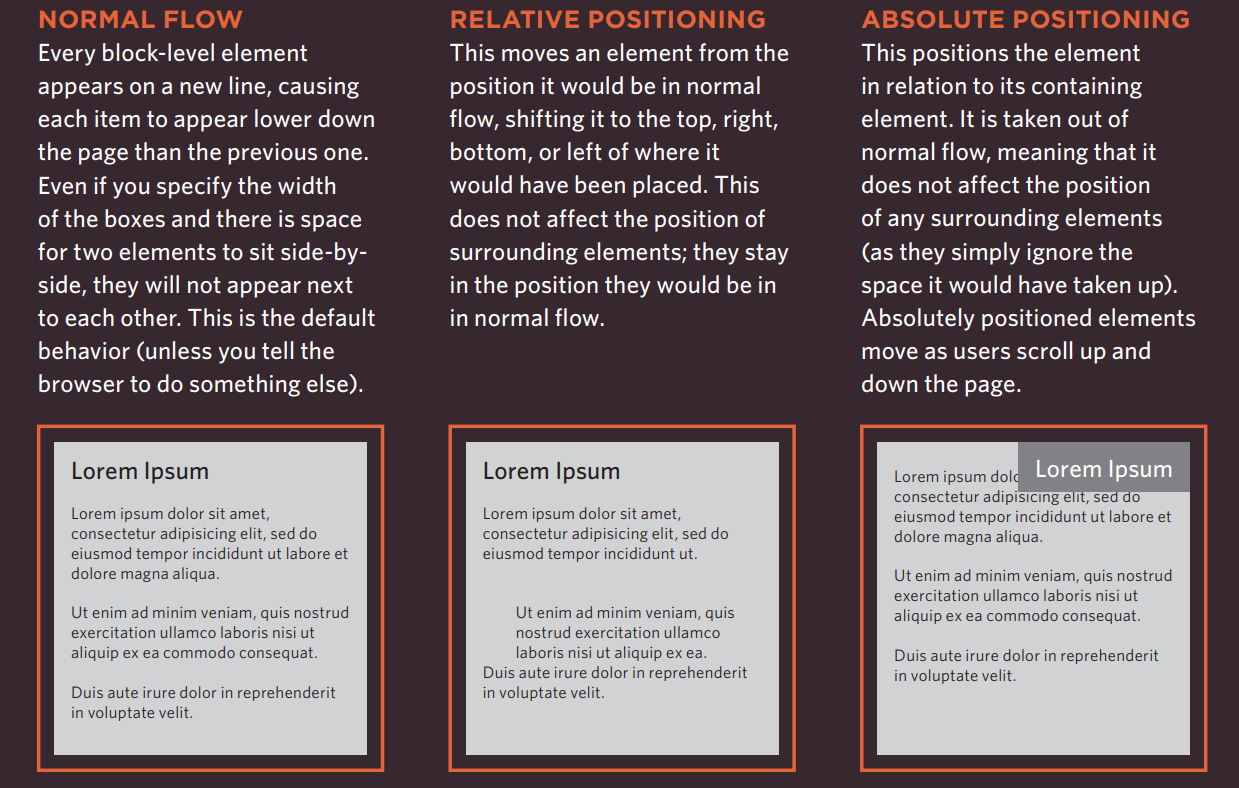 NORMAL FLOW
Every block-level element
appears on a new line, causing
each item to appear lower down
the page than the previous one.
Even if you specify the width
of the boxes and there is space
for two elements to sit side-by-
side, they will not appear next
to each other. This is the default
behavior (unless you tell the
browser to do something else).
Lorem Ipsum
Lorem ipsum dolor sit amet,
consectetur adipisicing elit, sed do
eiusmod tempor incididunt ut labore et
dolore magna aliqua.
Ut enim ad minim veniam, quis nostrud
exercitation ullamco laboris nisi ut
aliquip ex ea commodo consequat.
Duis aute irure dolor in reprehenderit
in voluptate velit.
RELATIVE POSITIONING
This moves an element from the
position it would be in normal
flow, shifting it to the top, right,
bottom, or left of where it
would have been placed. This
does not affect the position of
surrounding elements; they stay
in the position they would be in
in normal flow.
Lorem Ipsum
Lorem ipsum dolor sit amet,
consectetur adipisicing elit, sed do
eiusmod tempor incididunt ut.
Ut enim ad minim veniam, quis
nostrud exercitation ullamco
laboris nisi ut aliquip ex ea.
Duis aute irure dolor in reprehenderit
in voluptate velit.
ABSOLUTE POSITIONING
This positions the element
in relation to its containing
element. It is taken out of
normal flow, meaning that it
does not affect the position
of any surrounding elements
(as they simply ignore the
space it would have taken up).
Absolutely positioned elements
move as users scroll up and
down the page.
Lorem Ipsum
Lorem ipsum dolo
consectetur adipisicing elit, sed do
eiusmod tempor incididunt ut labore et
dolore magna aliqua.
Ut enim ad minim veniam, quis nostrud
exercitation ullamco laboris nisi ut
aliquip ex ea commodo consequat.
Duis aute irure dolor in reprehenderit
in voluptate velit.